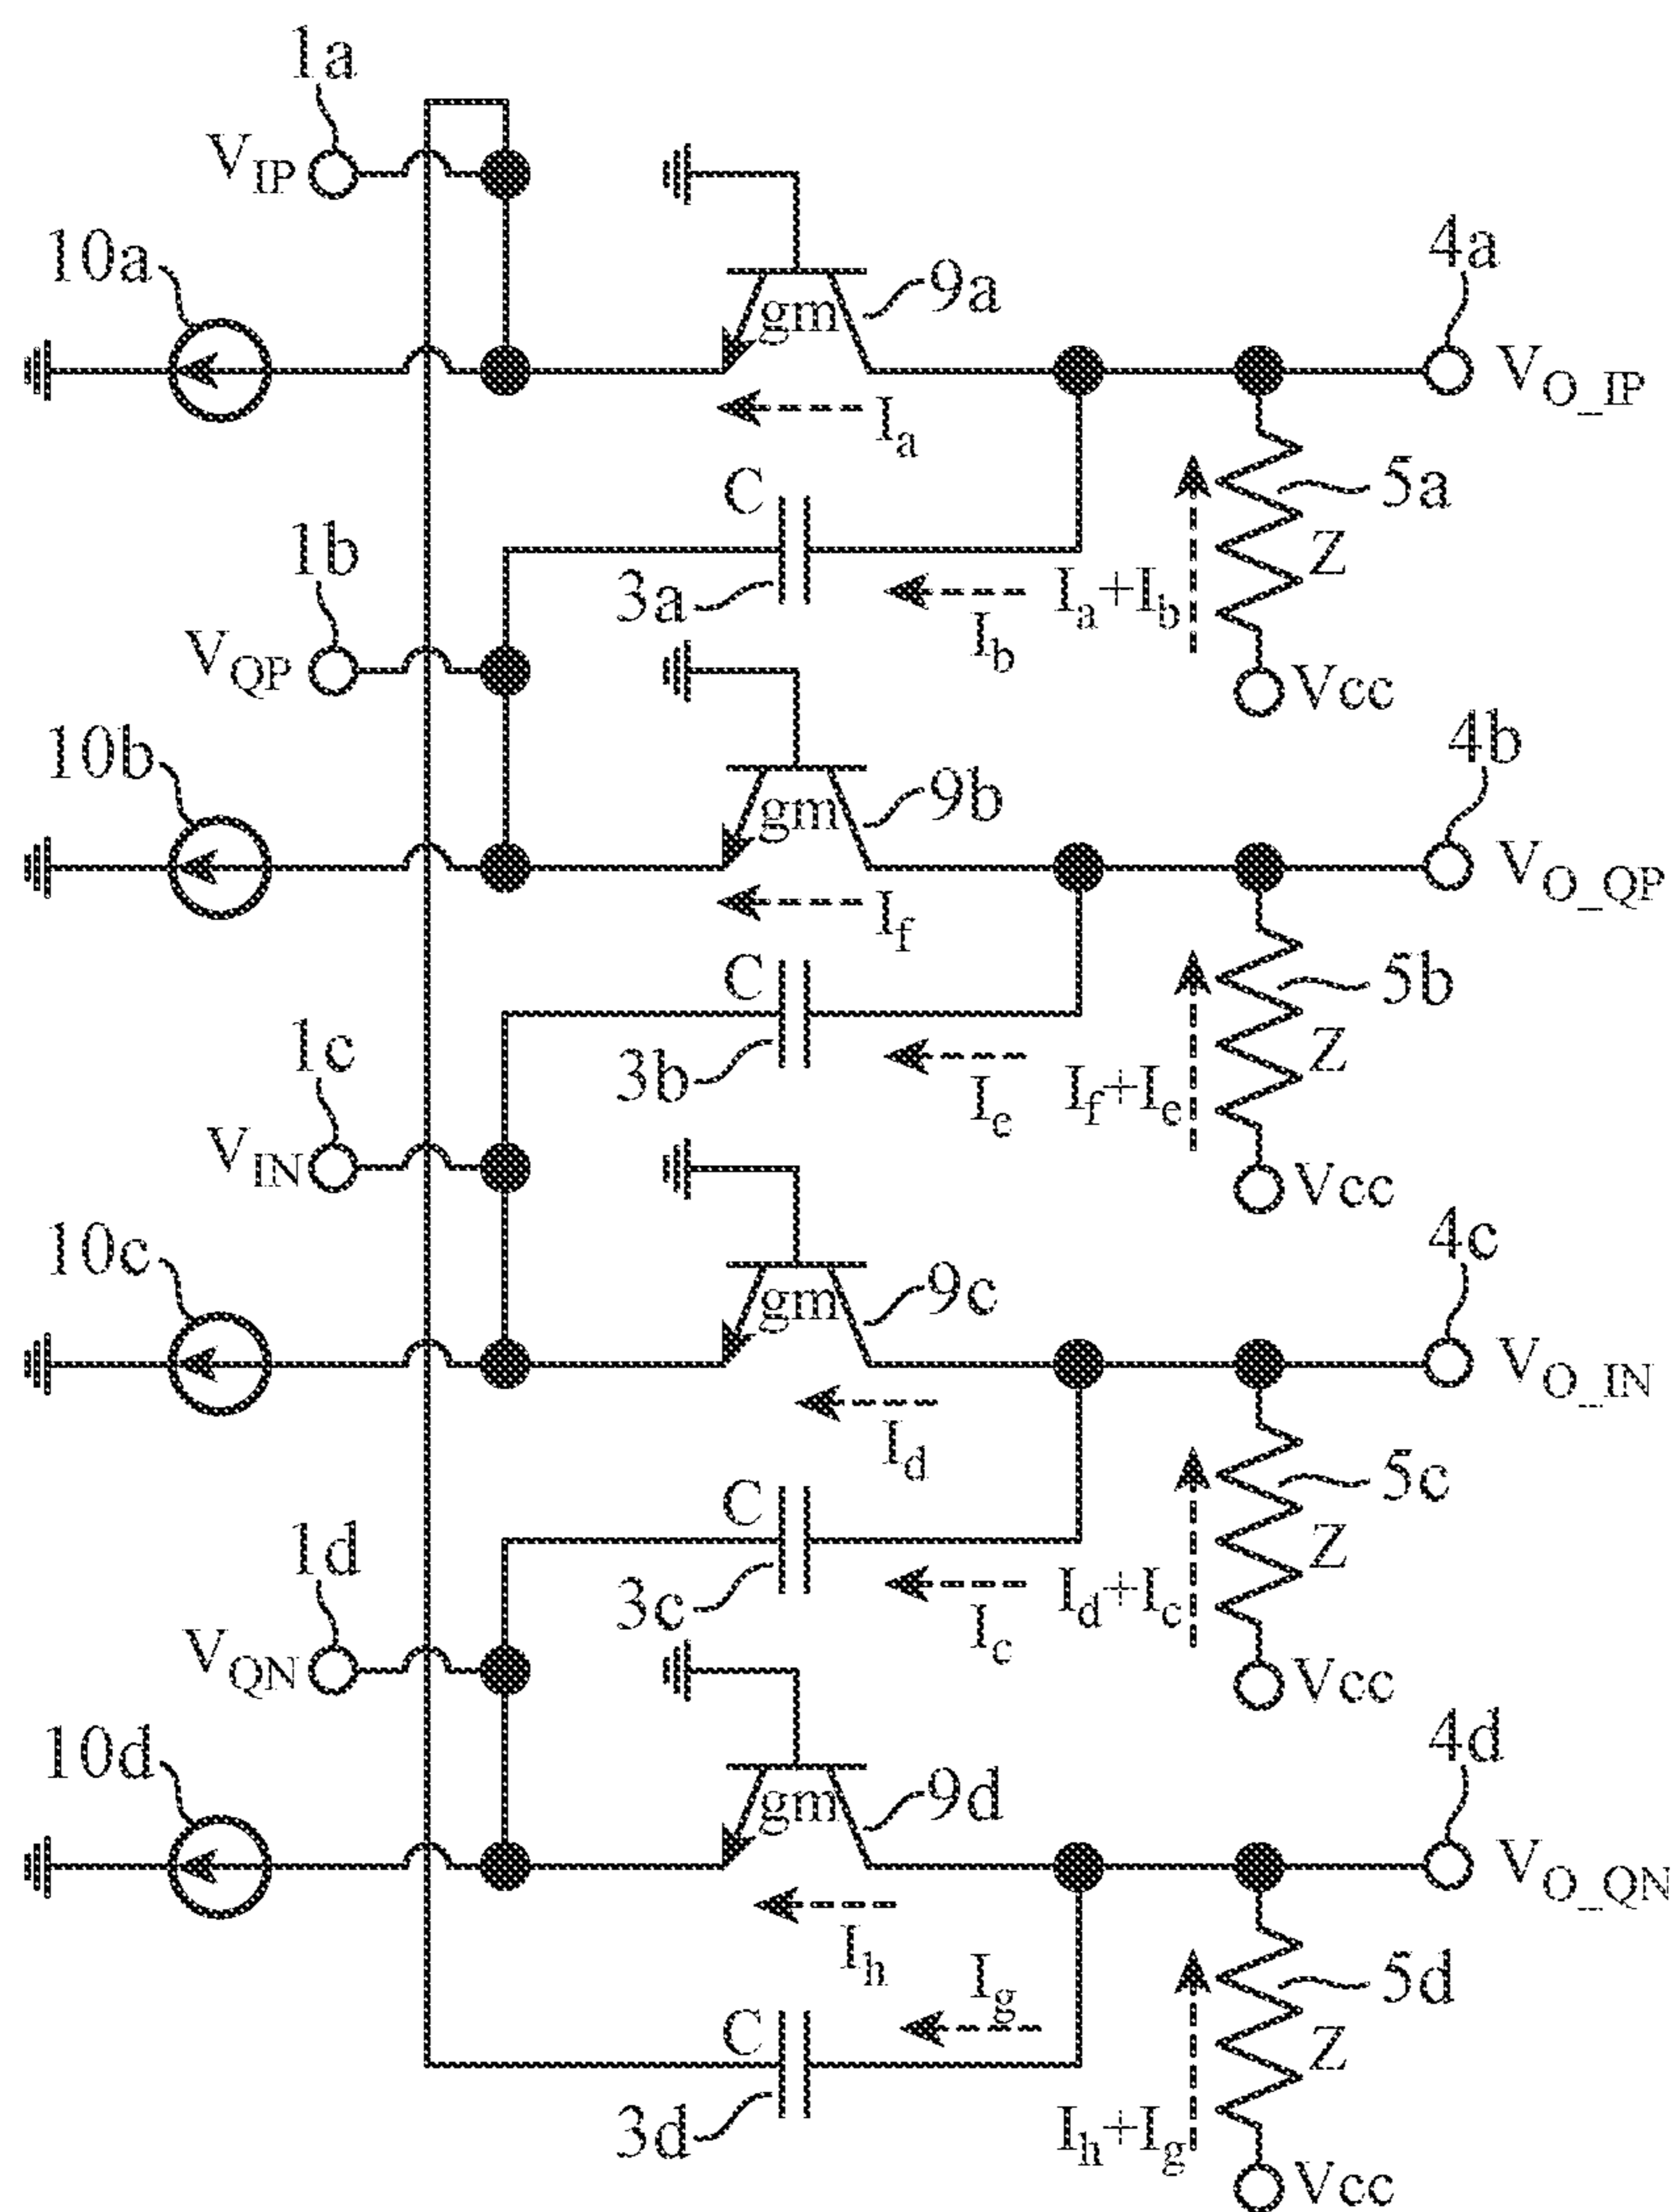 1a
V_IP
10a
gm
9a
4a
V_O_IP
I_a
C
5a
1b
3a
I_b
I_a+I_b
Z
V_QP
Vcc
10b
gm
9b
4b
V_O_QP
I_f
C
5b
1c
3b
I_e
I_f+I_e
Z
V_IN
Vcc
10c
gm
9c
4c
V_O_IN
I_d
C
5c
1d
3c
I_c
I_d+I_c
Z
V_QN
Vcc
10d
gm
9d
4d
V_O_QN
I_h
I_g
5d
C
Z
3d
I_h+I_g
Vcc